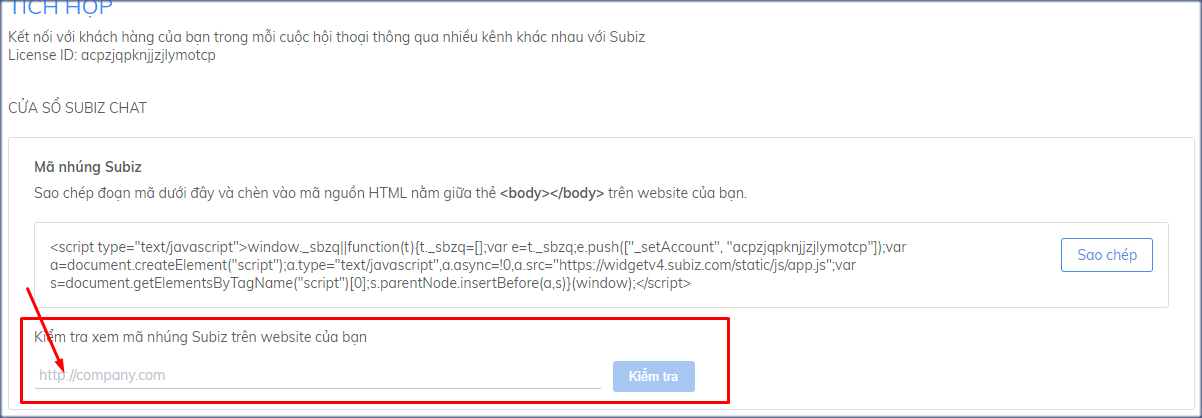 TÍCH HỢP
Kết nối với khách hàng của bạn trong mỗi cuộc hội thoại thông qua nhiều kênh khác nhau với Subiz
License ID: acpzjqpknjjzjlymotcp
CỬA SỔ SUBIZ CHAT
Mã nhúng Subiz
Sao chép đoạn mã dưới đây và chèn vào mã nguồn HTML nằm giữa thẻ <body></body> trên website của bạn.
<script type="text/javascript">window._sbzq||function(t){t._sbzq=[];var e=t._sbzq;e.push(["_setAccount", "acpzjqpknjjzjlymotcp"]);var
a=document.createElement("script");a.type="text/javascript",a.async=!0,a.src="https://widgetv4.subiz.com/static/js/app.js";var
s=document.getElementsByTagName("script")[0];s.parentNode.insertBefore(a,s)}(window);</script>
Sao chép
Kiểm tra xem mã nhúng Subiz trên website của bạn
http://company.com
Kiểm tra